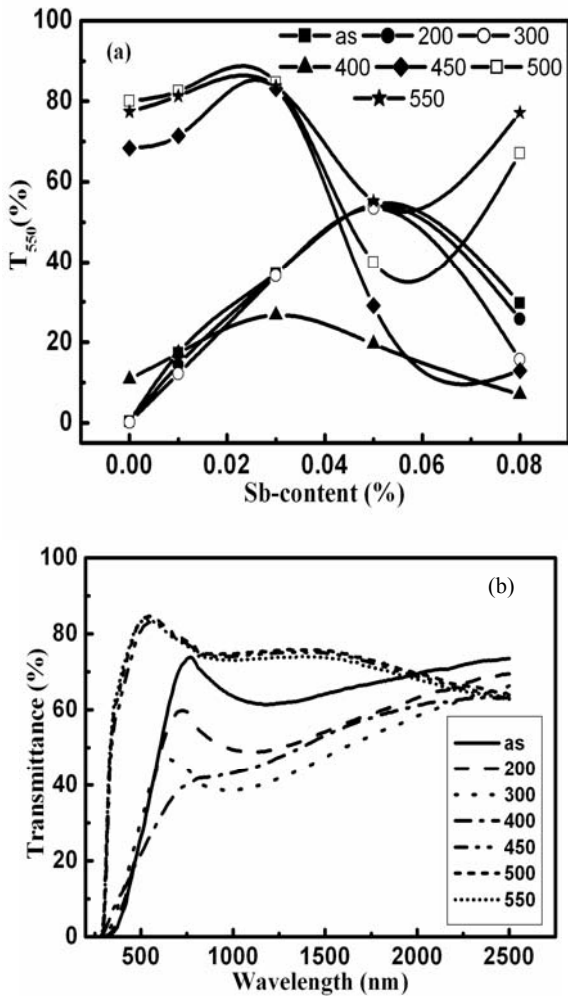 (a)
as 200 300
400 450 500
550
100
80
60
40
20
0
T550(%)
0.00 0.02 0.04 0.06 0.08
Sb-content (%)
(b)
100
80
60
40
20
0
Transmittance (%)
as
200
300
400
450
500
550
500 1000 1500 2000 2500
Wavelength (nm)